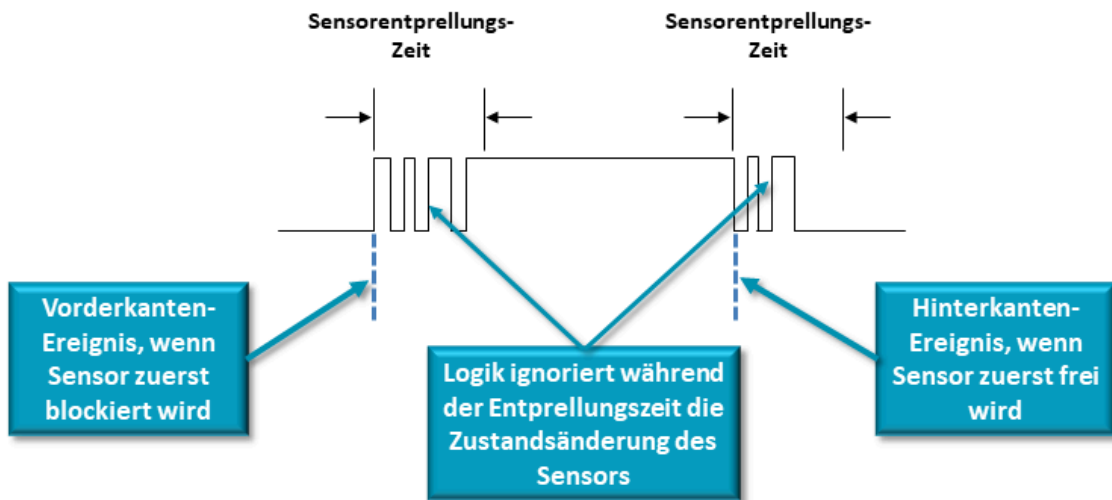 Sensorentprellungs-
Zeit
Sensorentprellungs-
Zeit
Vorderkanten-
Ereignis, wenn
Sensor zuerst
blockiert wird
Logik ignoriert während
der Entprellungszeit die
Zustandsänderung des
Sensors
Hinterkanten-
Ereignis, wenn
Sensor zuerst frei
wird